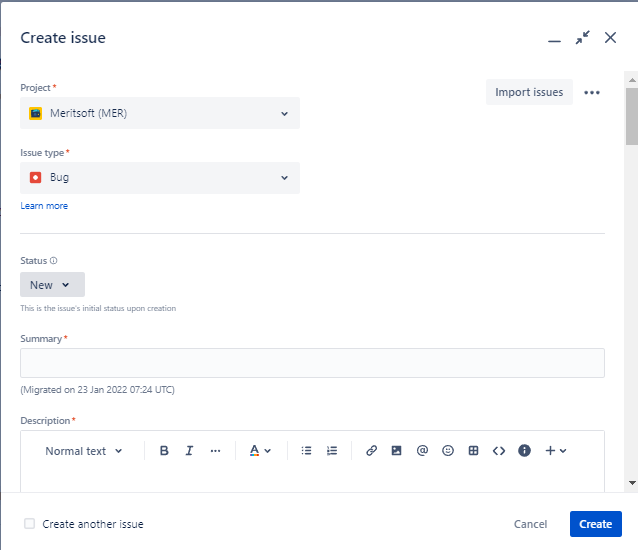 Create issue
Project *
Import issues
Meritsoft (MER)
Issue type *
Bug
Learn more
Status
New
This is the issue's initial status upon creation
Summary *
(Migrated on 23 Jan 2022 07:24 UTC)
Description *
Normal text
B I A
Create another issue
Cancel
Create